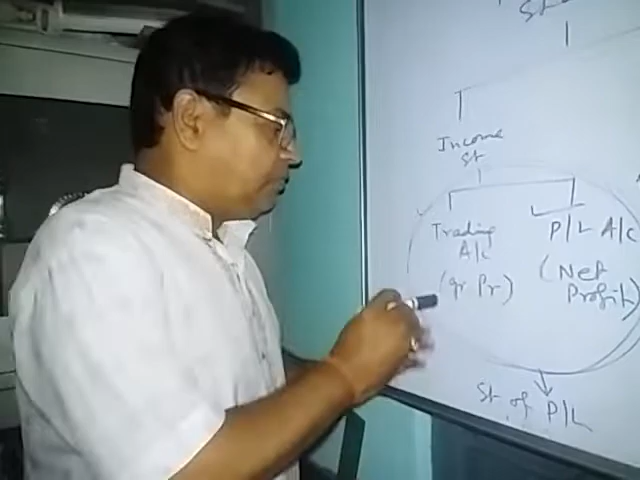 Income
st
Trading
A/c
(gr Pr)
P/L A/c
(Net
Profit)
St. of P/L